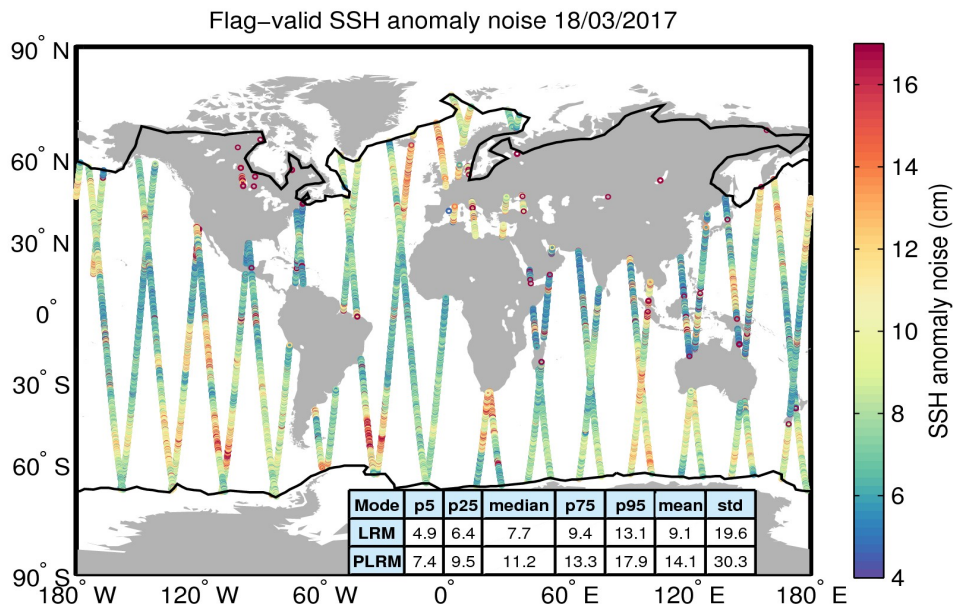 Flag−valid SSH anomaly noise 18/03/2017
90° N
60° N
30° N
0°
30° S
60° S
90° S
180° W 120° W 60° W 0° 60° E 120° E 180° E
16
14
12
10
8
6
4
SSH anomaly noise (cm)
Mode p5 p25 median p75 p95 mean std
LRM 4.9 6.4 7.7 9.4 13.1 9.1 19.6
PLRM 7.4 9.5 11.2 13.3 17.9 14.1 30.3